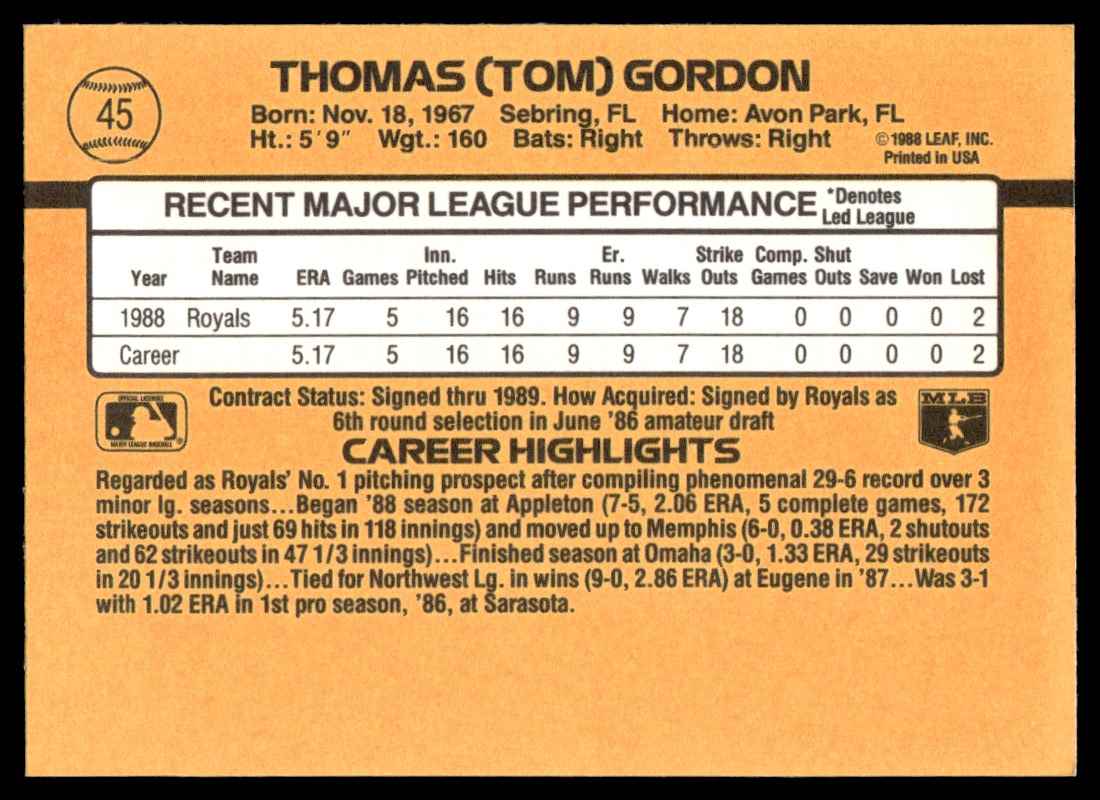 45
THOMAS (TOM) GORDON
Born: Nov. 18, 1967 Sebring, FL Home: Avon Park, FL
Ht.: 5'9" Wgt.: 160 Bats: Right Throws: Right
©1988 LEAF, INC.
Printed in USA
RECENT MAJOR LEAGUE PERFORMANCE *Denotes Led League
Year Team Name ERA Games Inn. Pitched Hits Runs Er. Runs Walks Strike Outs Comp. Games Shut Outs Save Won Lost
1988 Royals 5.17 5 16 16 9 9 7 18 0 0 0 0 2
Career 5.17 5 16 16 9 9 7 18 0 0 0 0 2
OFFICIAL LICENSEE
MAJOR LEAGUE BASEBALL
Contract Status: Signed thru 1989. How Acquired: Signed by Royals as
6th round selection in June '86 amateur draft
MLB
CAREER HIGHLIGHTS
Regarded as Royals' No. 1 pitching prospect after compiling phenomenal 29-6 record over 3
minor lg. seasons...Began '88 season at Appleton (7-5, 2.06 ERA, 5 complete games, 172
strikeouts and just 69 hits in 118 innings) and moved up to Memphis (6-0, 0.38 ERA, 2 shutouts
and 62 strikeouts in 47 1/3 innings)...Finished season at Omaha (3-0, 1.33 ERA, 29 strikeouts
in 20 1/3 innings)...Tied for Northwest Lg. in wins (9-0, 2.86 ERA) at Eugene in '87...Was 3-1
with 1.02 ERA in 1st pro season, '86, at Sarasota.